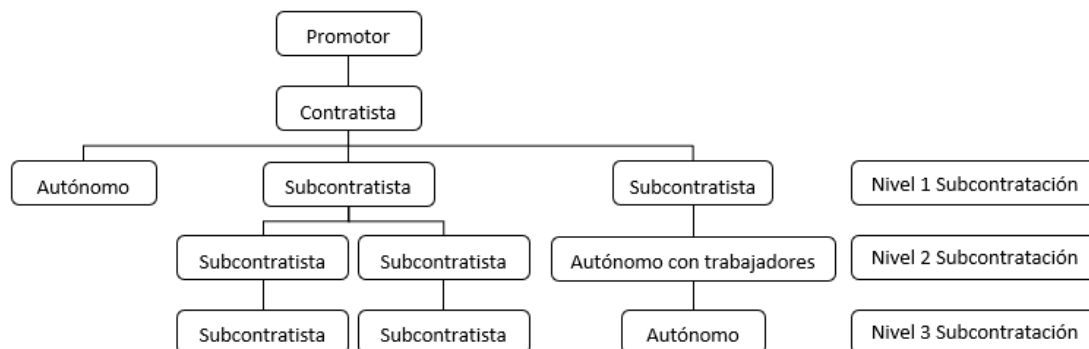 Promotor
Contratista
Autónomo
Subcontratista
Subcontratista
Nivel 1 Subcontratación
Subcontratista
Subcontratista
Autónomo con trabajadores
Nivel 2 Subcontratación
Subcontratista
Subcontratista
Autónomo
Nivel 3 Subcontratación